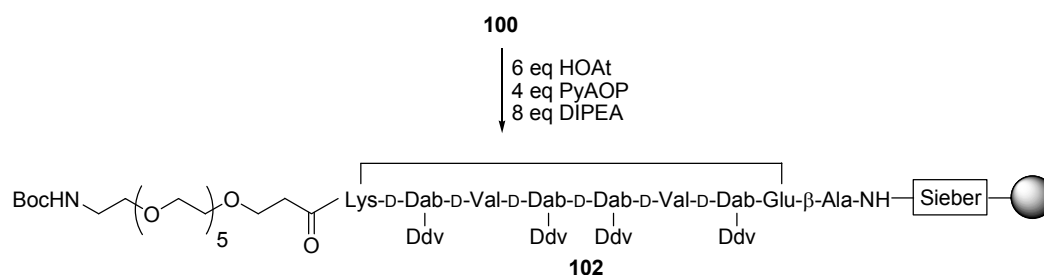 100
6 eq HOAt
4 eq PyAOP
8 eq DIPEA
BocHN O 5 O O Lys-D-Dab-D-Val-D-Dab-D-Dab-D-Val-D-Dab-Glu-β-Ala-NH Sieber
Ddv Ddv Ddv Ddv
102